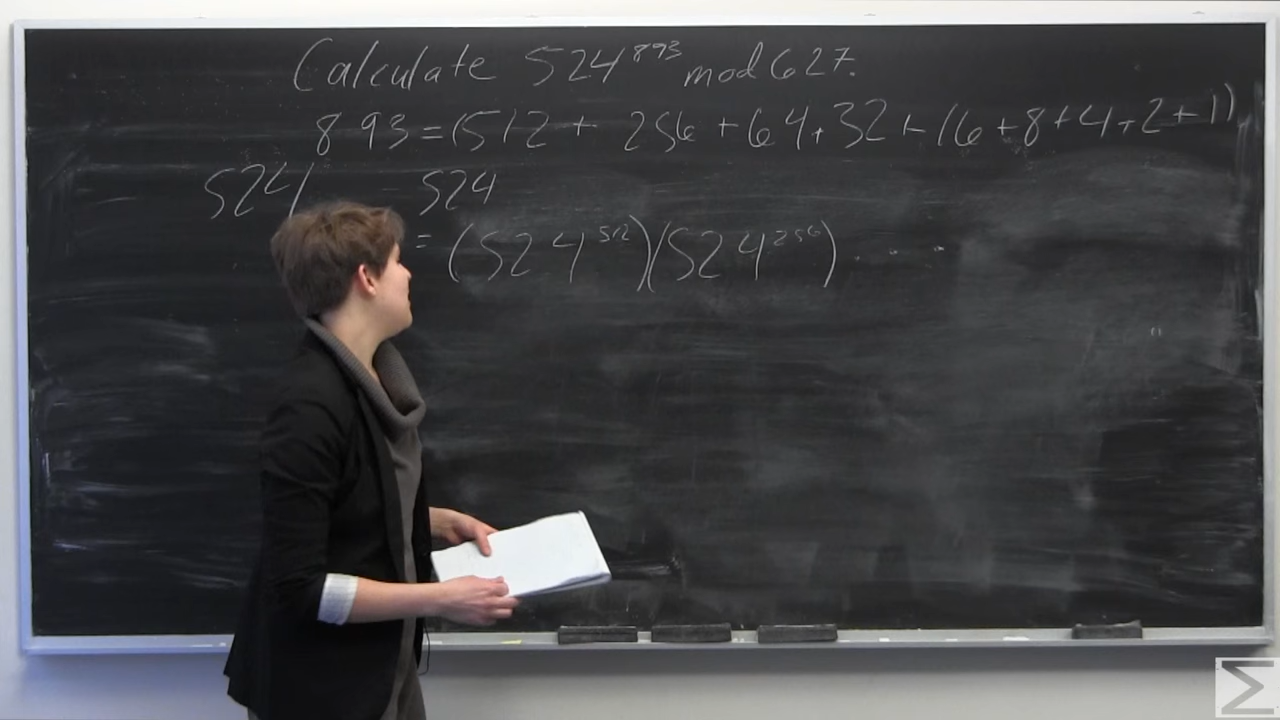 Calculate 524^893 mod 627.
893 = (512 + 256 + 64 + 32 + 16 + 8 + 4 + 2 + 1)
524 524
= (524^512)(524^256) . . . .
Σ